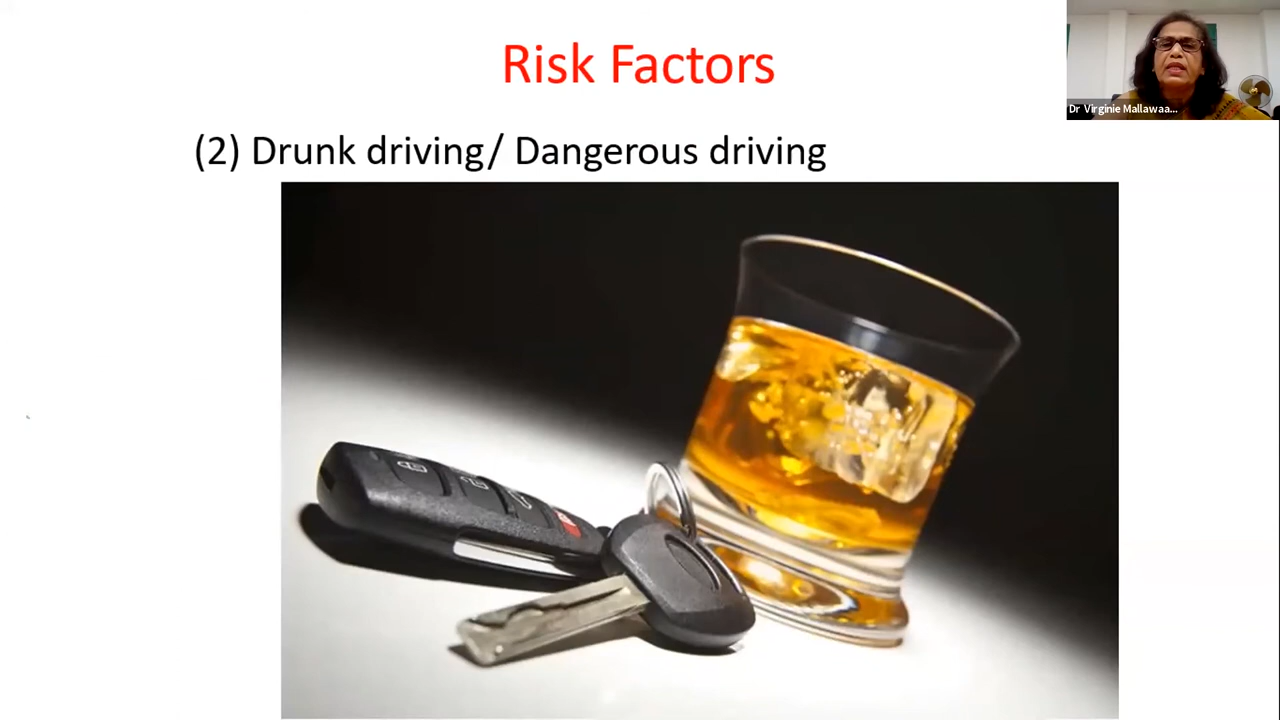 Risk Factors
Dr Virginie Mallawaa...
(2) Drunk driving/ Dangerous driving